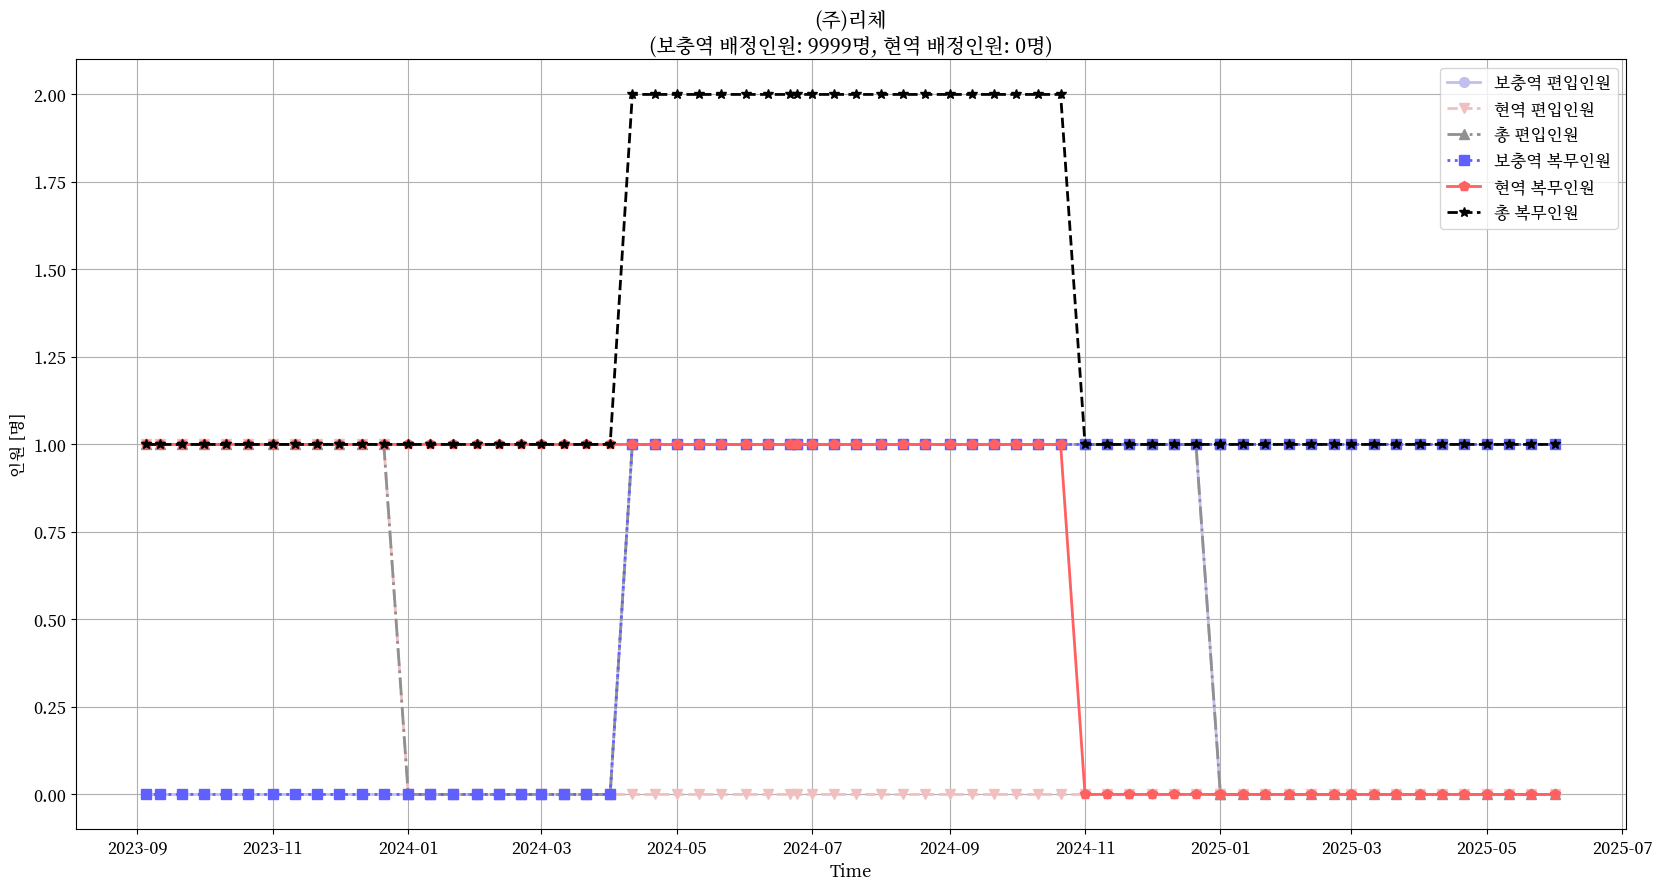 (주)리체
(보충역 배정인원: 9999명, 현역 배정인원: 0명)
보충역 편입인원
현역 편입인원
총 편입인원
보충역 복무인원
현역 복무인원
총 복무인원
인원 [명]
2.00
1.75
1.50
1.25
1.00
0.75
0.50
0.25
0.00
2023-09
2023-11
2024-01
2024-03
2024-05
2024-07
2024-09
2024-11
2025-01
2025-03
2025-05
2025-07
Time